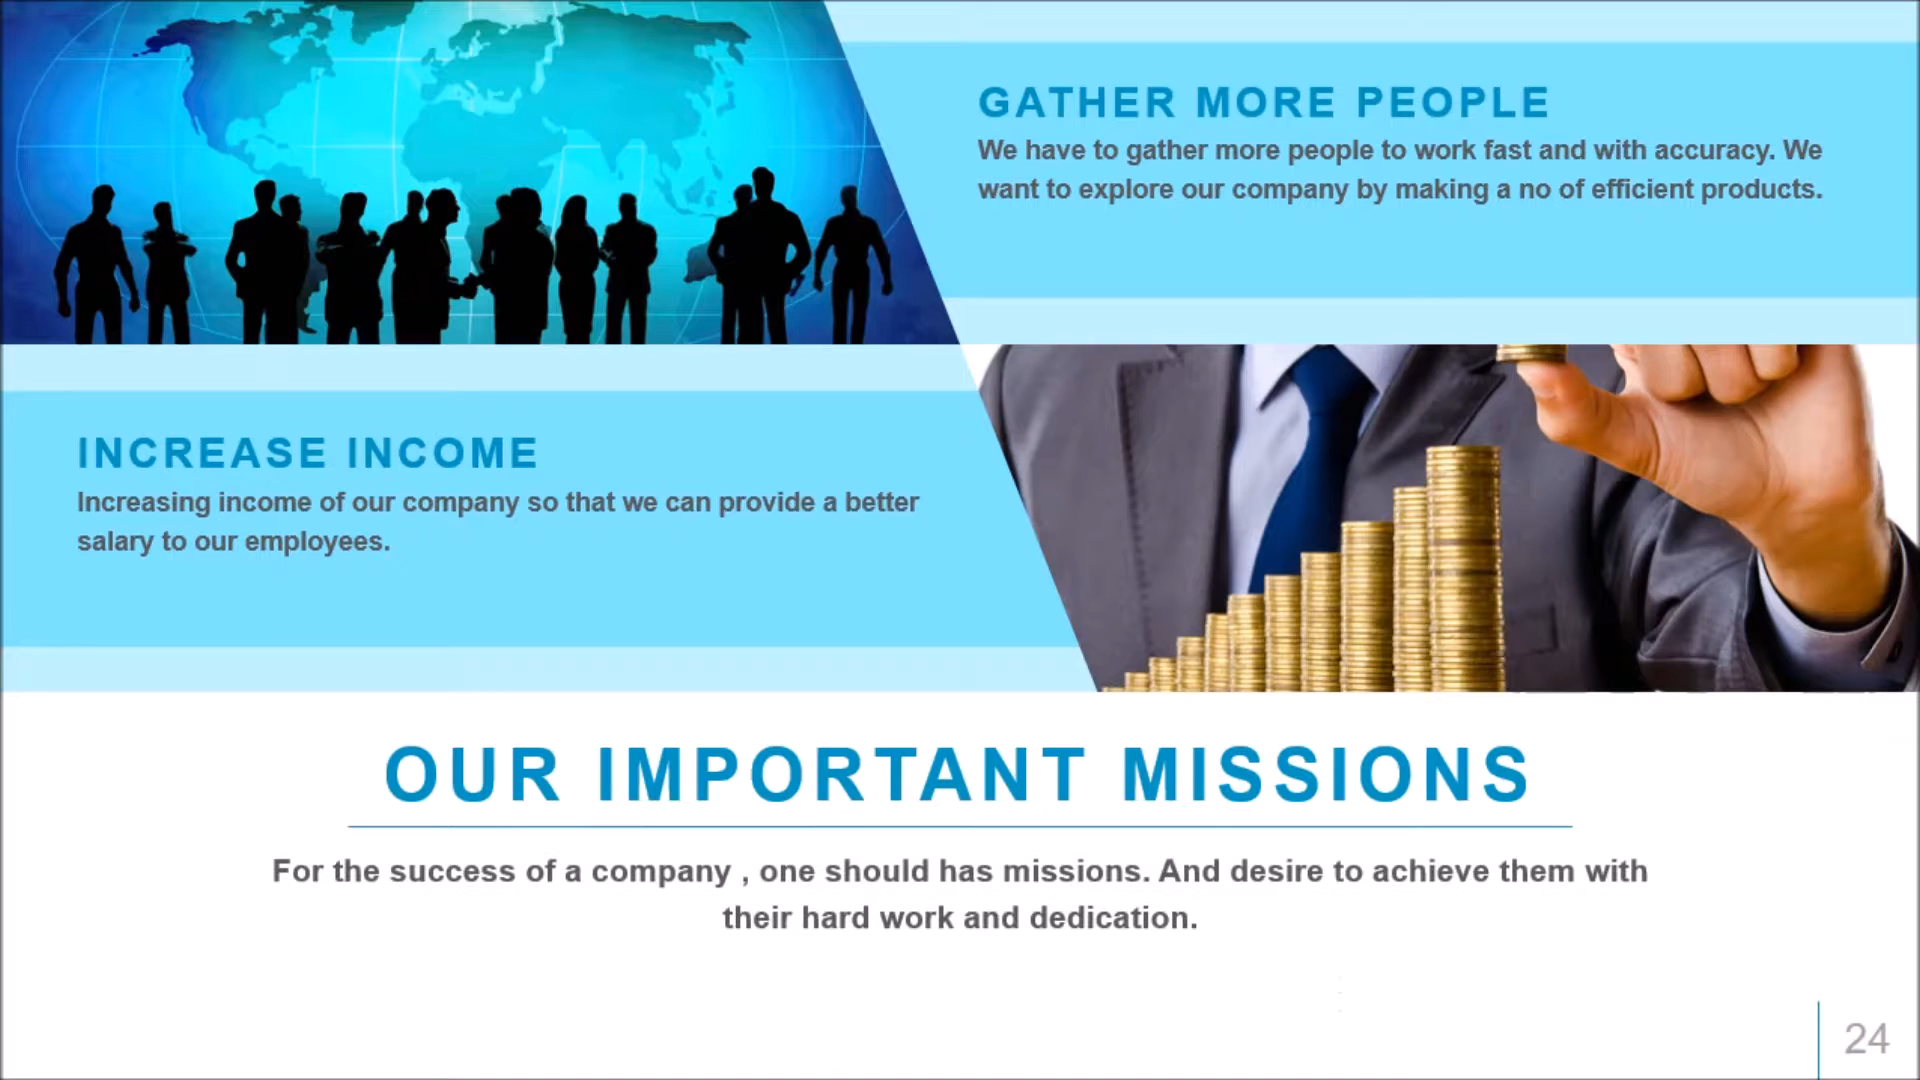 GATHER MORE PEOPLE
We have to gather more people to work fast and with accuracy. We
want to explore our company by making a no of efficient products.
INCREASE INCOME
Increasing income of our company so that we can provide a better
salary to our employees.
OUR IMPORTANT MISSIONS
For the success of a company , one should has missions. And desire to achieve them with
their hard work and dedication.
24